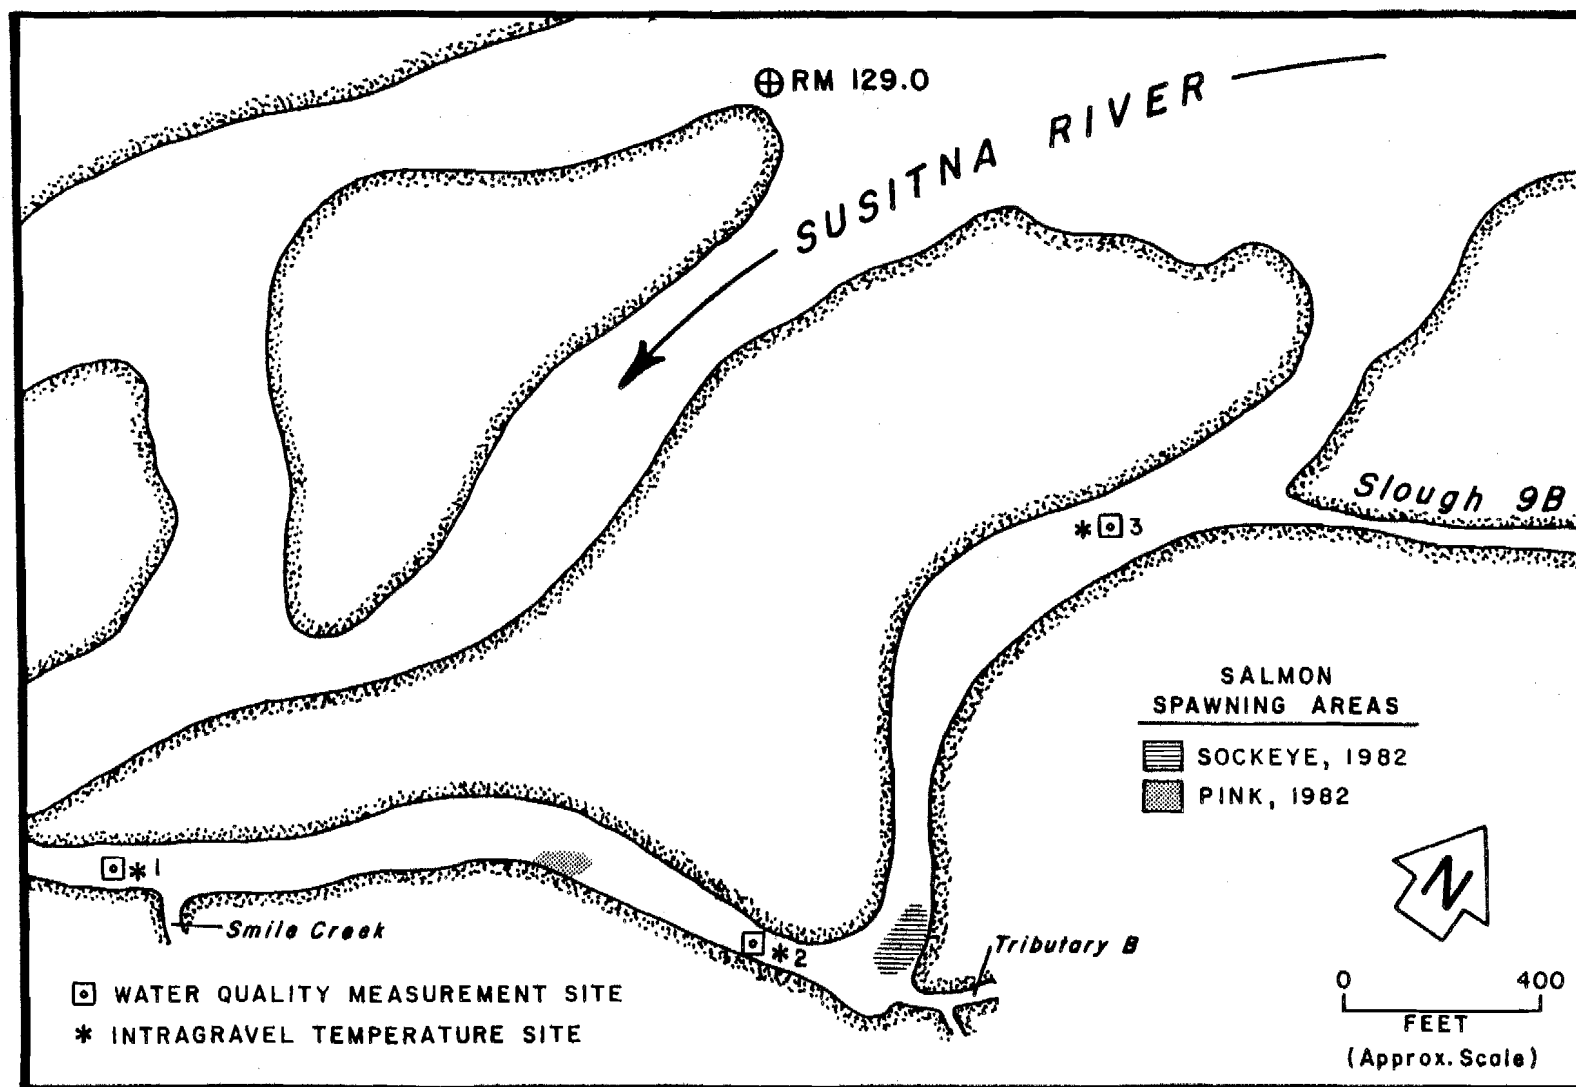 RM 129.0
SUSITNA RIVER
Slough 9B
3
SALMON
SPAWNING AREAS
SOCKEYE, 1982
PINK, 1982
1
Smile Creek
2
Tributary B
N
WATER QUALITY MEASUREMENT SITE
* INTRAGRAVEL TEMPERATURE SITE
0 400
FEET
(Approx. Scale)